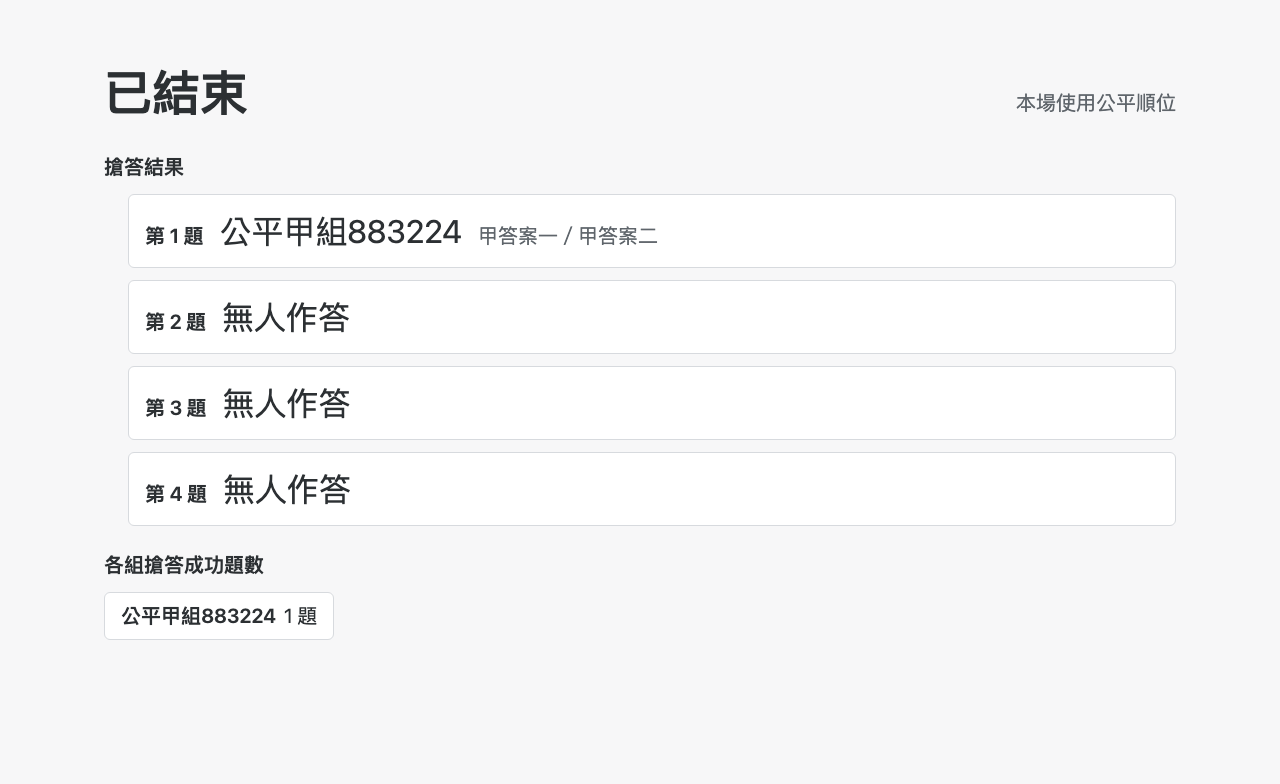 已結束
本場使用公平順位
搶答結果
第 1 題 公平甲組883224 甲答案一 / 甲答案二
第 2 題 無人作答
第 3 題 無人作答
第 4 題 無人作答
各組搶答成功題數
公平甲組883224 1 題